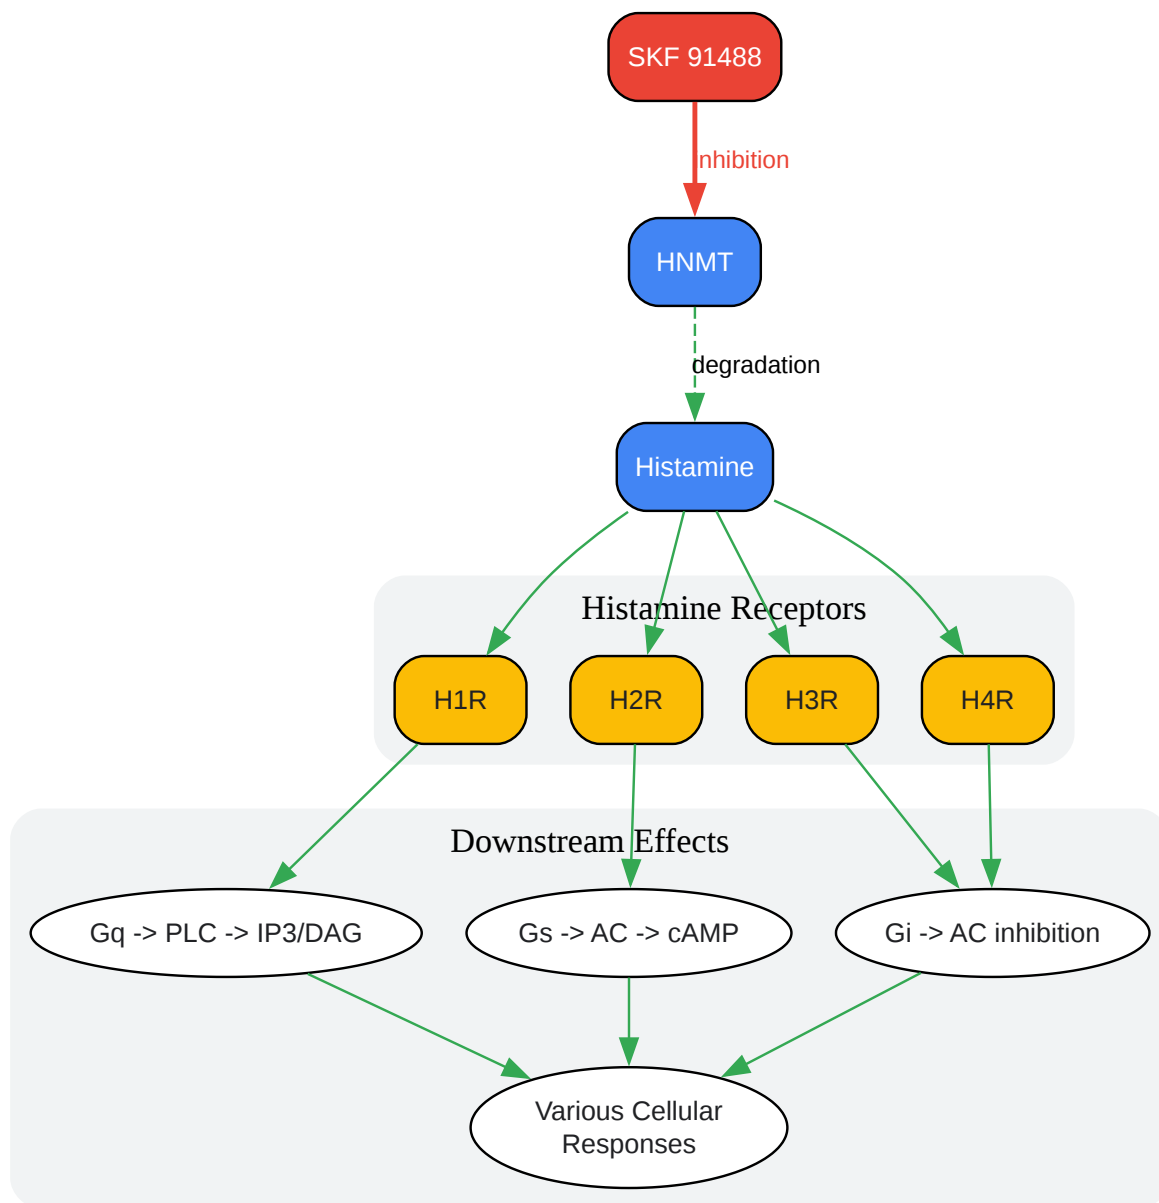 SKF 91488
inhibition
HNMT
degradation
Histamine
Histamine Receptors
H1R
H2R
H3R
H4R
Downstream Effects
Gq -> PLC -> IP3/DAG
Gs -> AC -> cAMP
Gi -> AC inhibition
Various Cellular
Responses